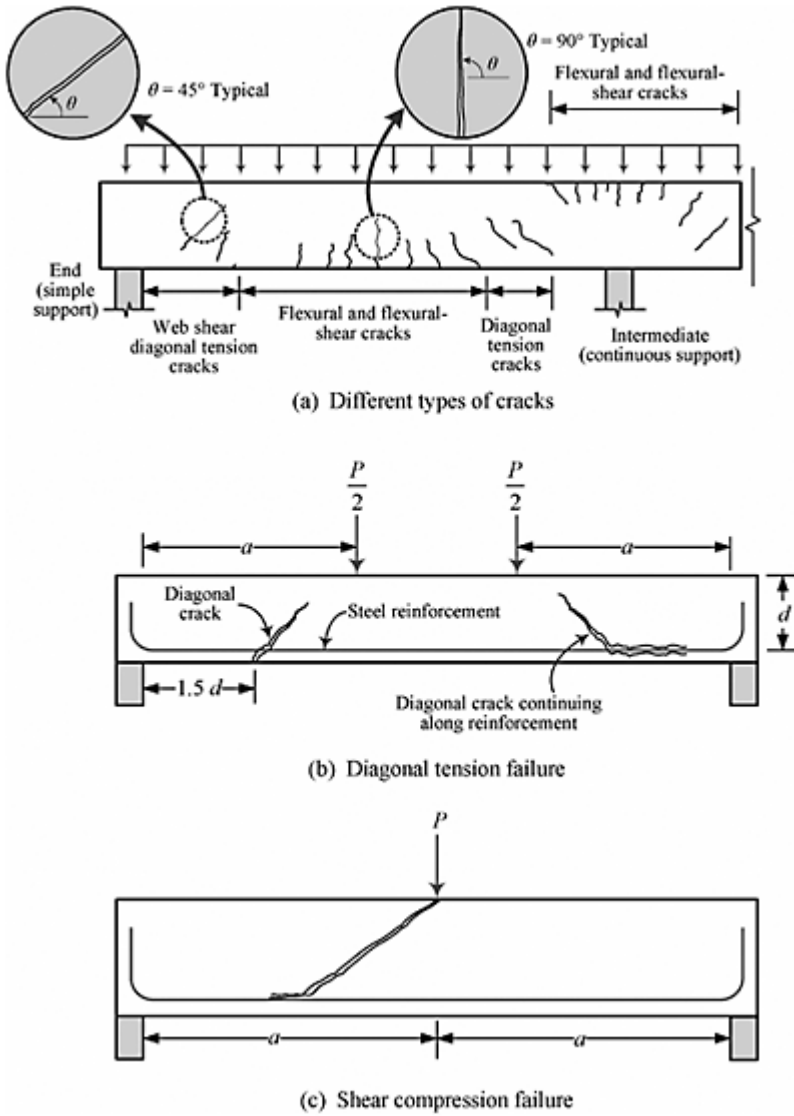 θ
θ = 45° Typical
θ
θ = 90° Typical
Flexural and flexural-
shear cracks
End
(simple
support)
Web shear
diagonal tension
cracks
Flexural and flexural-
shear cracks
Diagonal
tension
cracks
Intermediate
(continuous support)
(a) Different types of cracks
P
2
P
2
a
a
Diagonal
crack
Steel reinforcement
d
1.5 d
Diagonal crack continuing
along reinforcement
(b) Diagonal tension failure
P
a
a
(c) Shear compression failure